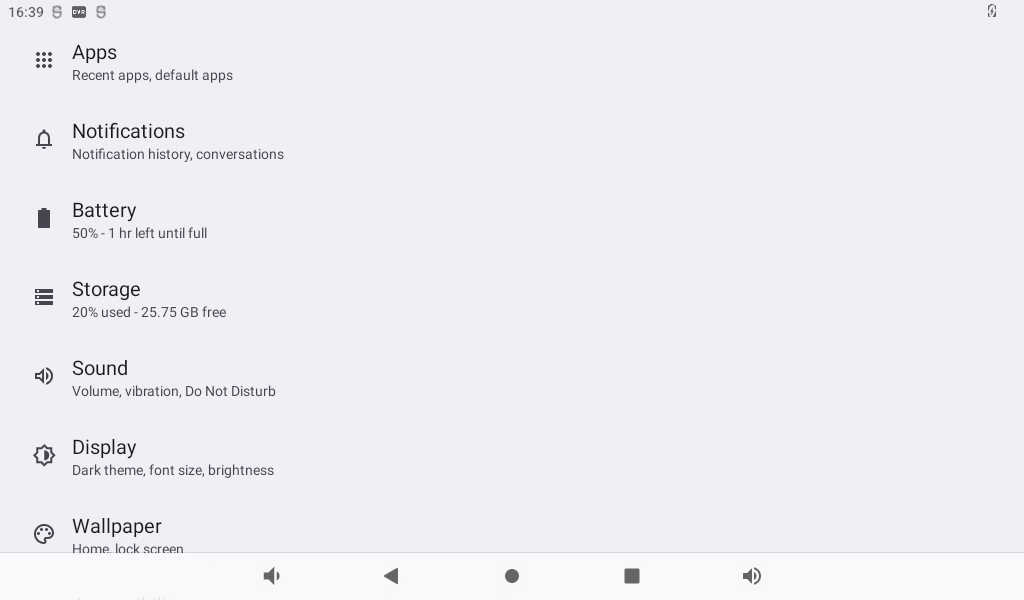 16:39
DVR
Apps
Recent apps, default apps
Notifications
Notification history, conversations
Battery
50% - 1 hr left until full
Storage
20% used - 25.75 GB free
Sound
Volume, vibration, Do Not Disturb
Display
Dark theme, font size, brightness
Wallpaper
Home, lock screen